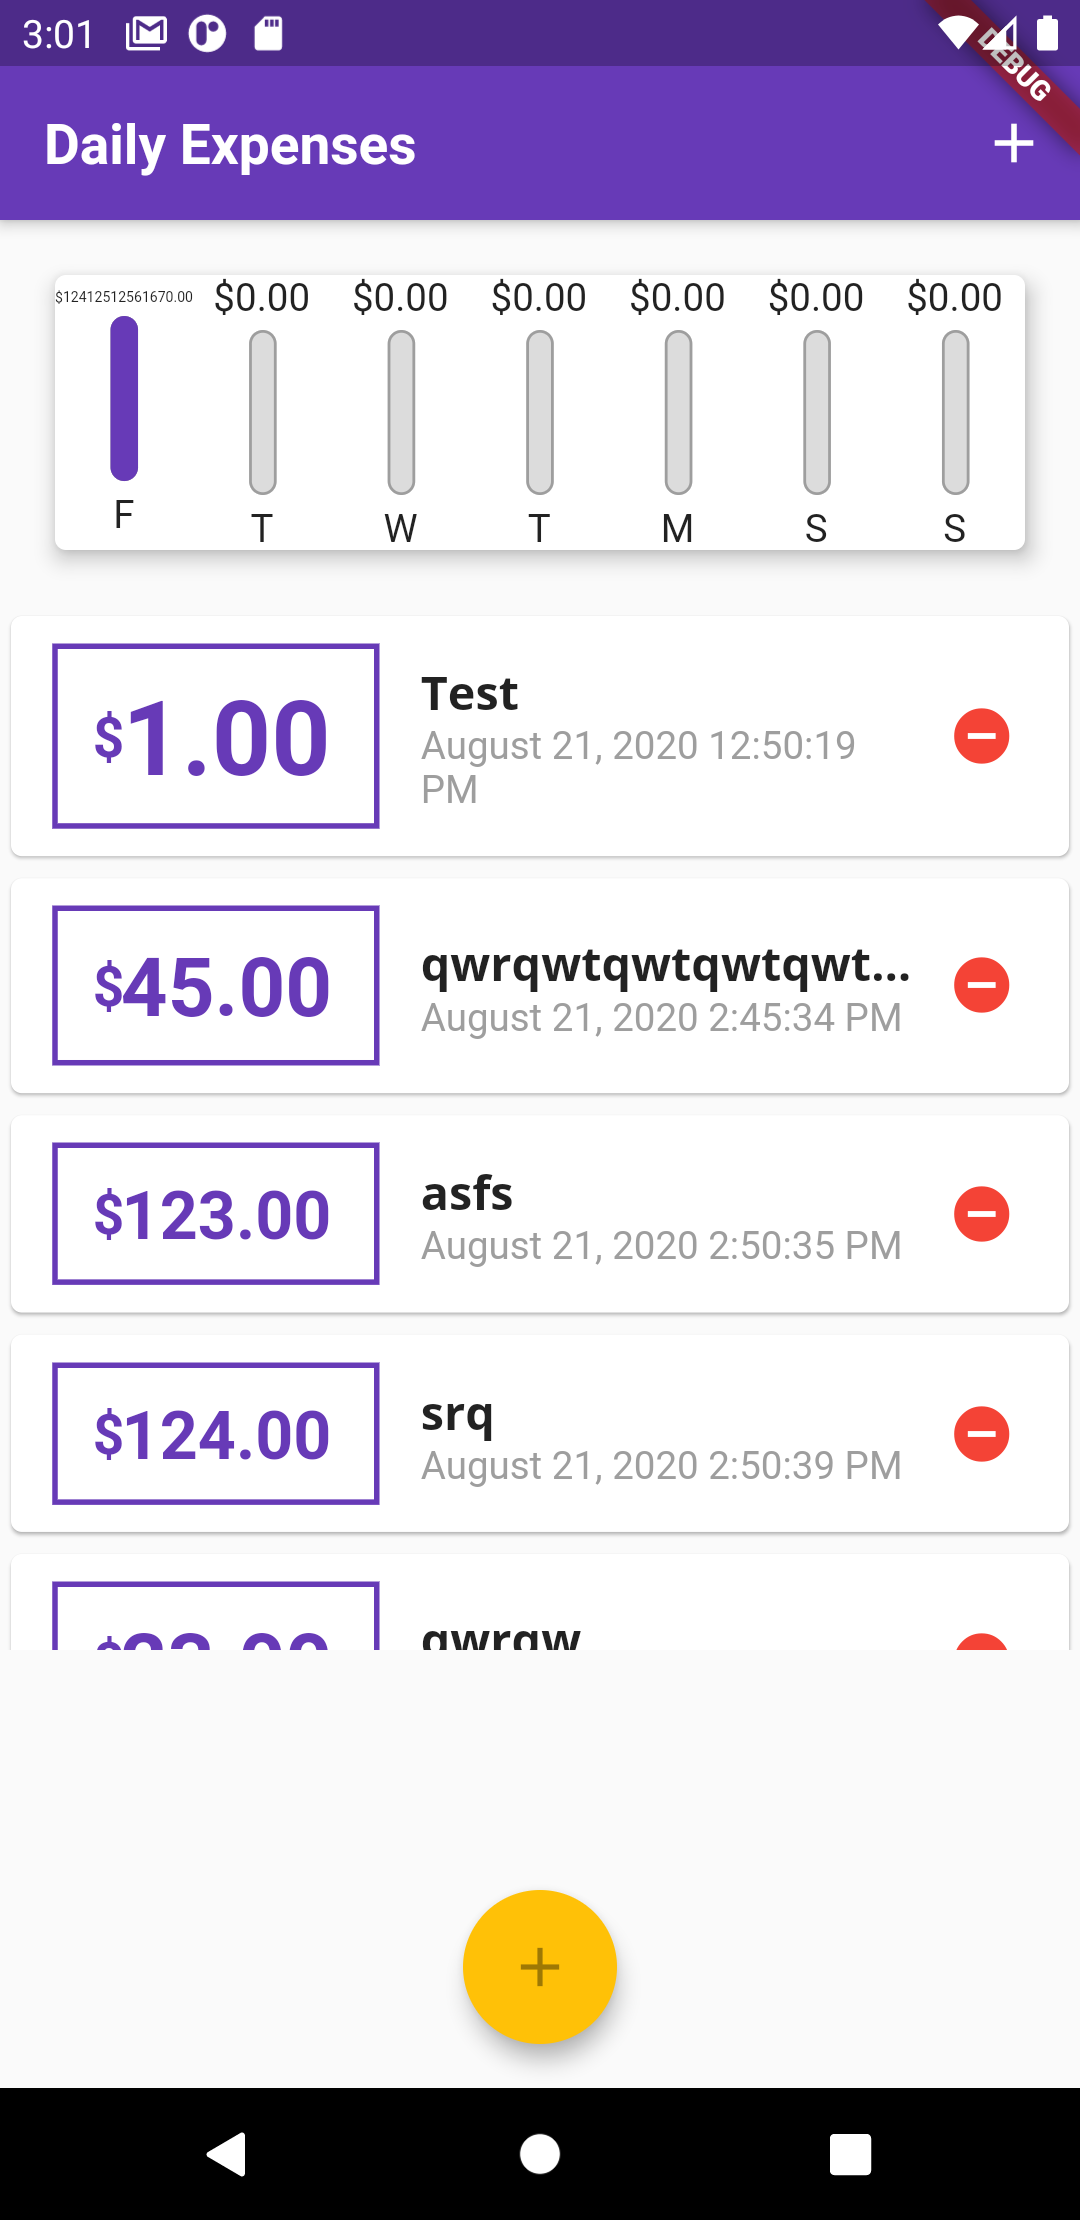 3:01
DEBUG
Daily Expenses
$12412512561670.00 $0.00 $0.00 $0.00 $0.00 $0.00 $0.00
F T W T M S S
$1.00
Test
August 21, 2020 12:50:19
PM
$45.00
qwrqwtqwtqwtqwt...
August 21, 2020 2:45:34 PM
$123.00
asfs
August 21, 2020 2:50:35 PM
$124.00
srq
August 21, 2020 2:50:39 PM
qwrqw